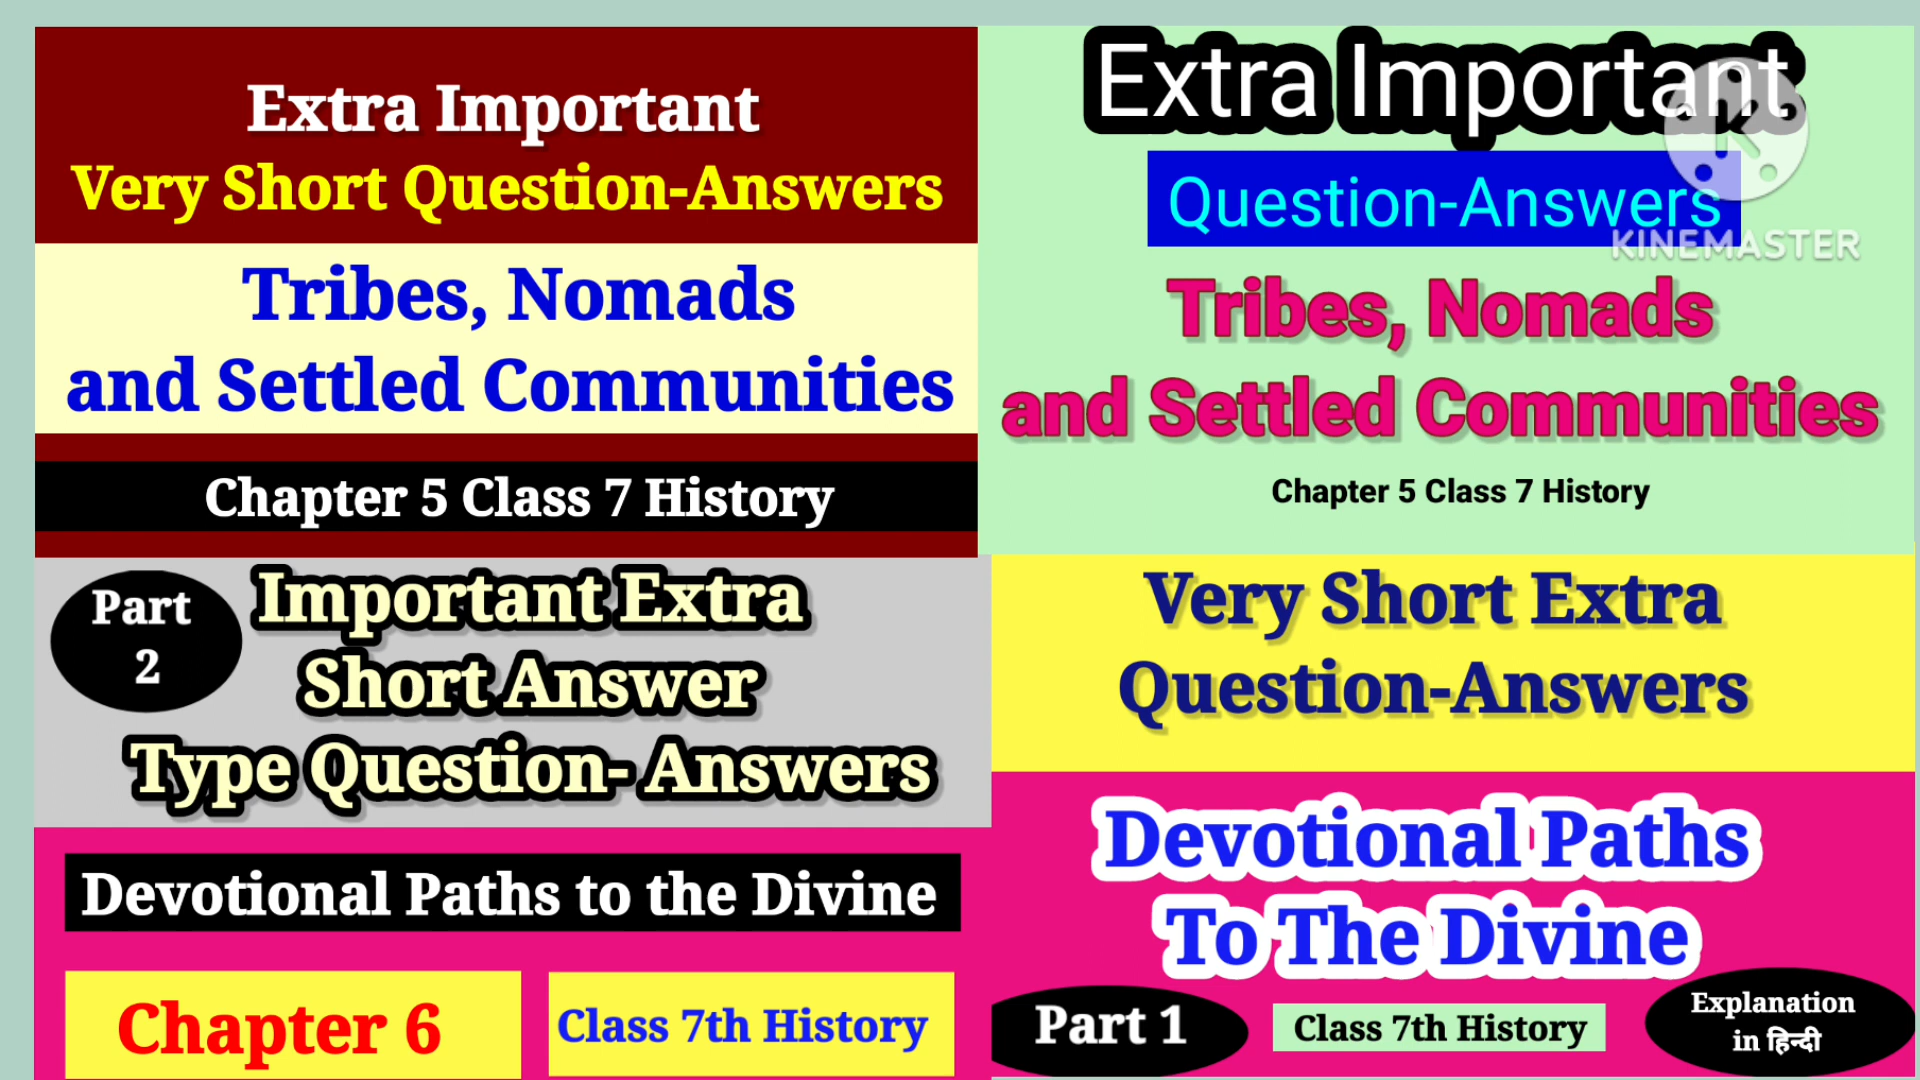 Extra Important
Very Short Question-Answers
Tribes, Nomads
and Settled Communities
Chapter 5 Class 7 History
Extra Important
Question-Answers
KINEMASTER
Tribes, Nomads
and Settled Communities
Chapter 5 Class 7 History
Part
2
Important Extra
Short Answer
Type Question- Answers
Devotional Paths to the Divine
Chapter 6
Class 7th History
Very Short Extra
Question-Answers
Devotional Paths
To The Divine
Part 1
Class 7th History
Explanation
in हिन्दी